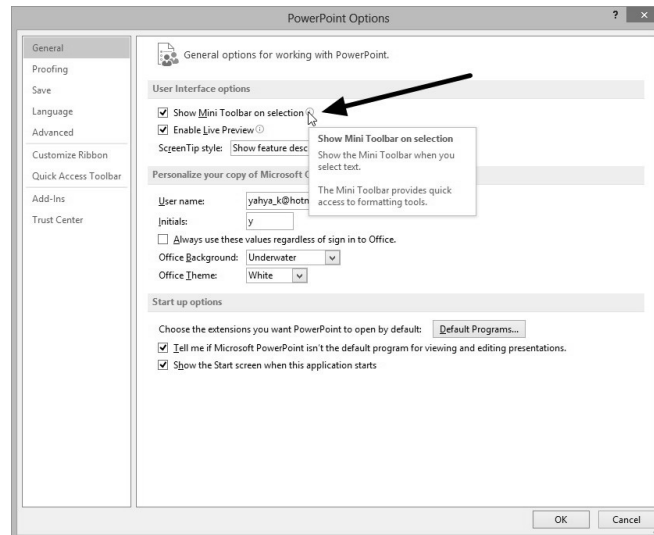 PowerPoint Options
?
×
General
Proofing
Save
Language
Advanced
Customize Ribbon
Quick Access Toolbar
Add-Ins
Trust Center
General options for working with PowerPoint.
User Interface options
Show Mini Toolbar on selection
Enable Live Preview
ScreenTip style: Show feature desc
Show Mini Toolbar on selection
Show the Mini Toolbar when you
select text.
The Mini Toolbar provides quick
access to formatting tools.
Personalize your copy of Microsoft
User name: yahya_k@hotm
Initials: y
Always use these values regardless of sign in to Office.
Office Background: Underwater
Office Theme: White
Start up options
Choose the extensions you want PowerPoint to open by default: Default Programs...
Tell me if Microsoft PowerPoint isn't the default program for viewing and editing presentations.
Show the Start screen when this application starts
OK Cancel